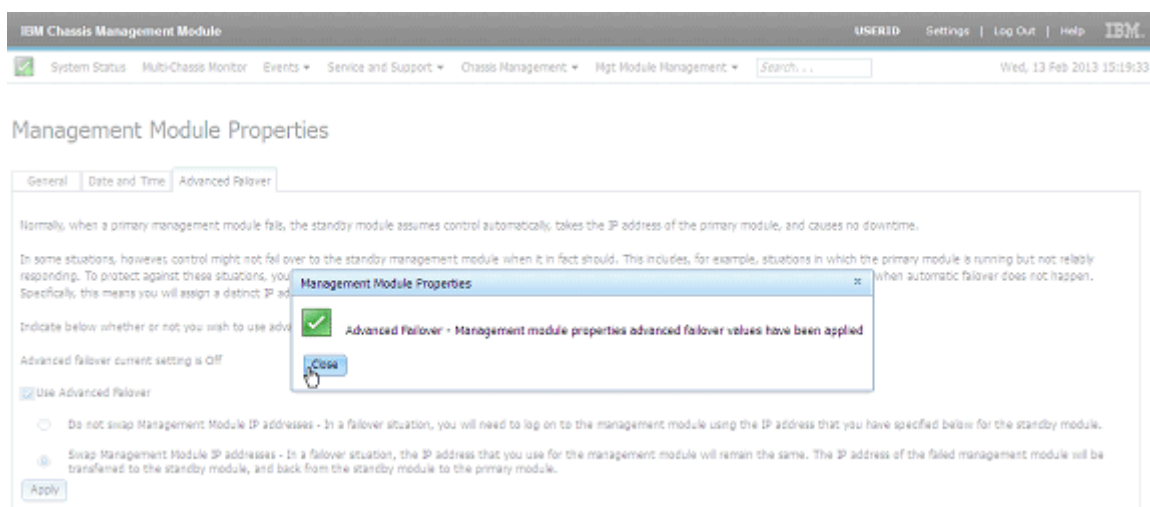 IBM Chassis Management Module USERID Settings | Log Out | Help IBM.
System Status Multi-Chassis Monitor Events Service and Support Chassis Management Mgt Module Management Search... Wed, 13 Feb 2013 15:19:33
Management Module Properties
General Date and Time Advanced Failover
Normally, when a primary management module fails, the standby module assumes control automatically, takes the IP address of the primary module, and causes no downtime.
In some situations, however, control might not fail over to the standby management module when it in fact should. This includes, for example, situations in which the primary module is running but not reliably
responding. To protect against these situations, you when automatic failover does not happen.
Specifically, this means you will assign a distinct IP ad
Management Module Properties x
Advanced Failover - Management module properties advanced failover values have been applied
Close
Indicate below whether or not you wish to use adva
Advanced failover current setting is Off
Use Advanced Failover
Do not swap Management Module IP addresses - In a failover situation, you will need to log on to the management module using the IP address that you have specified below for the standby module.
Swap Management Module IP addresses - In a failover situation, the IP address that you use for the management module will remain the same. The IP address of the failed management module will be
transferred to the standby module, and back from the standby module to the primary module.
Apply